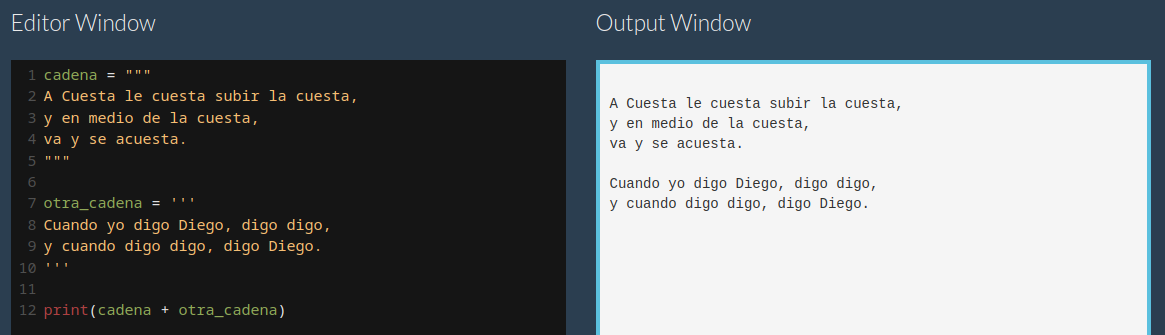 Editor Window
1 cadena = """
2 A Cuesta le cuesta subir la cuesta,
3 y en medio de la cuesta,
4 va y se acuesta.
5 """
6
7 otra_cadena = '''
8 Cuando yo digo Diego, digo digo,
9 y cuando digo digo, digo Diego.
10 '''
11
12 print(cadena + otra_cadena)
Output Window
A Cuesta le cuesta subir la cuesta,
y en medio de la cuesta,
va y se acuesta.
Cuando yo digo Diego, digo digo,
y cuando digo digo, digo Diego.